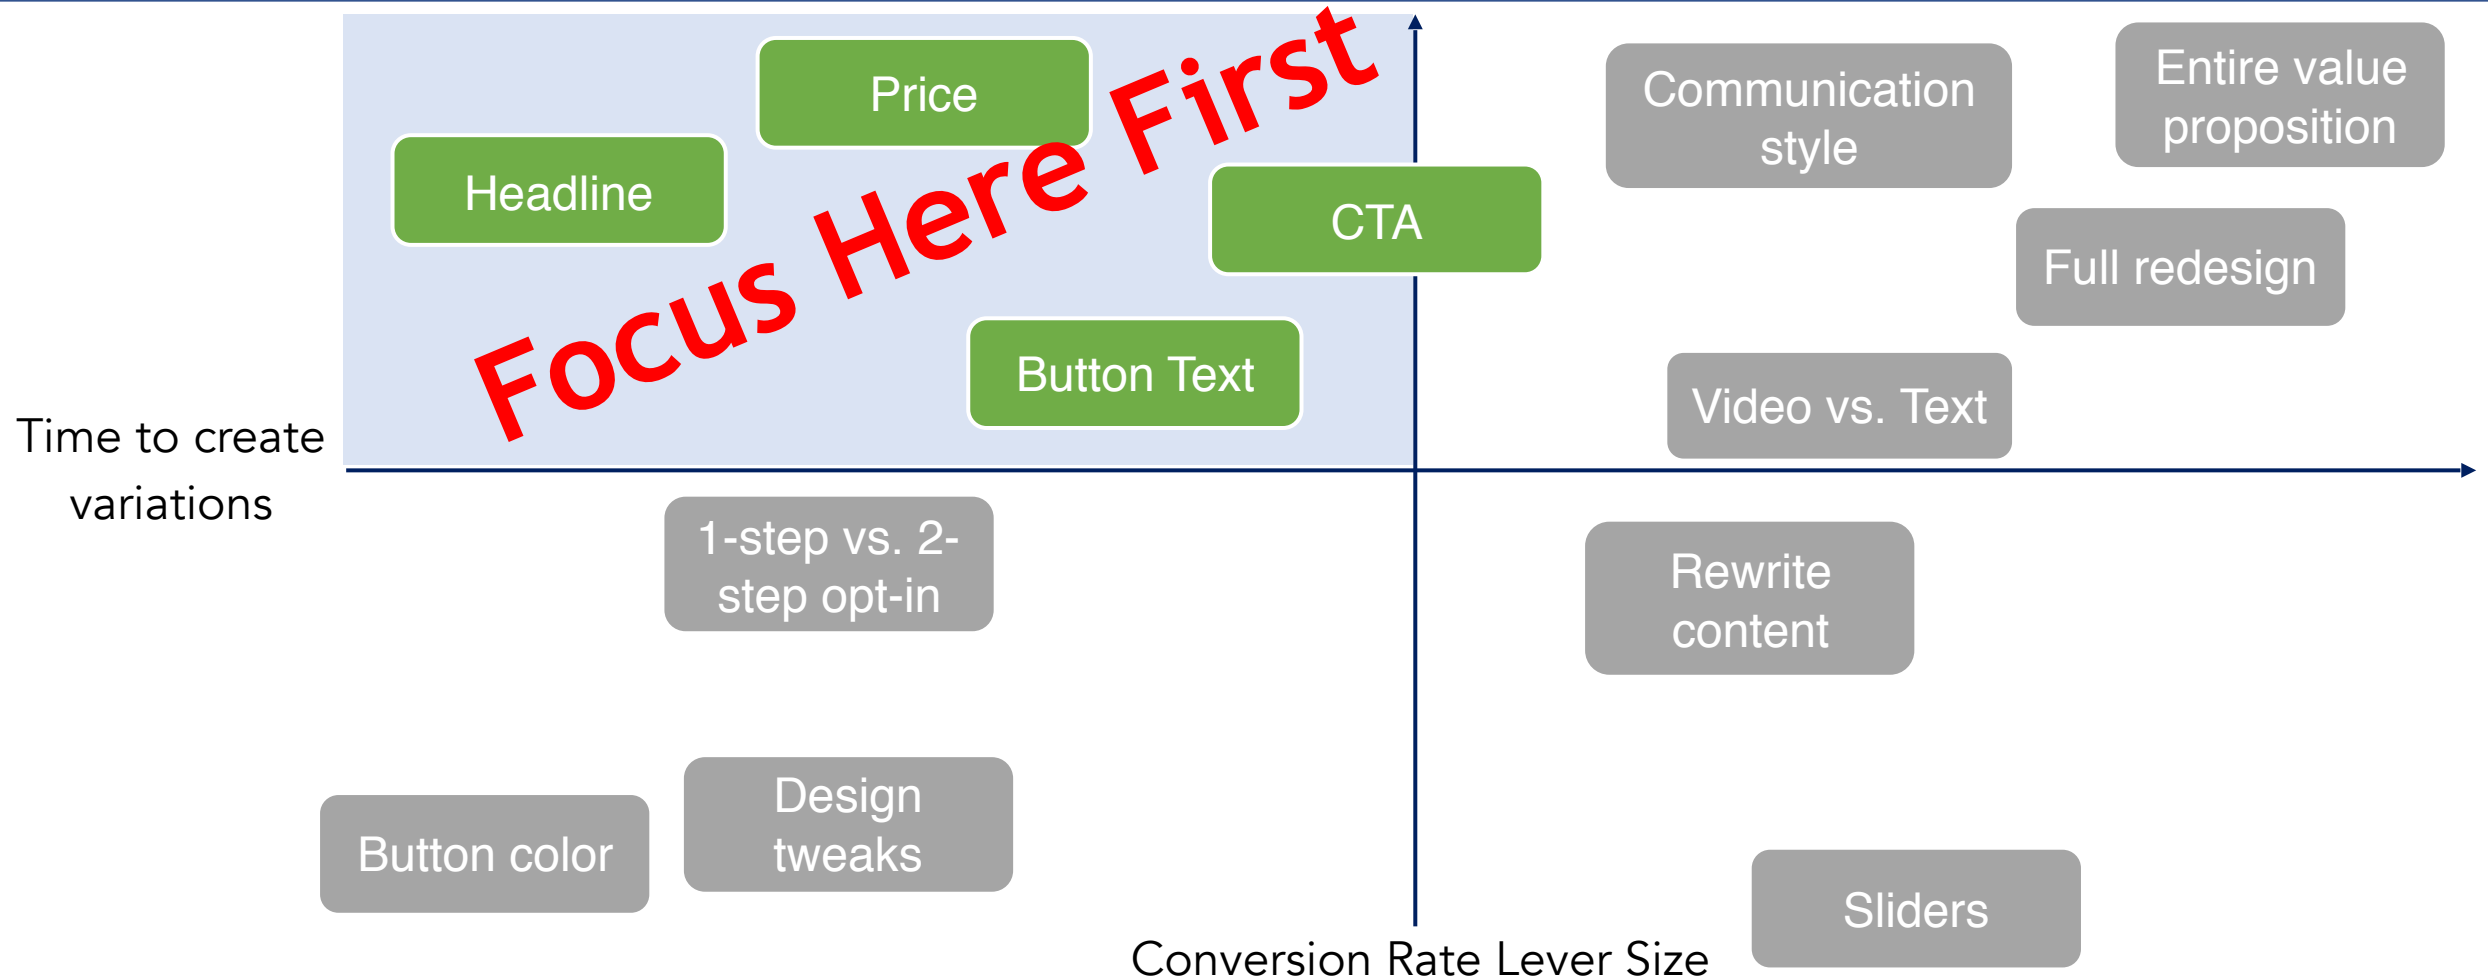 Focus Here First
Price
Headline
CTA
Button Text
Communication
style
Entire value
proposition
Full redesign
Video vs. Text
Time to create
variations
1-step vs. 2-
step opt-in
Rewrite
content
Button color
Design
tweaks
Sliders
Conversion Rate Lever Size